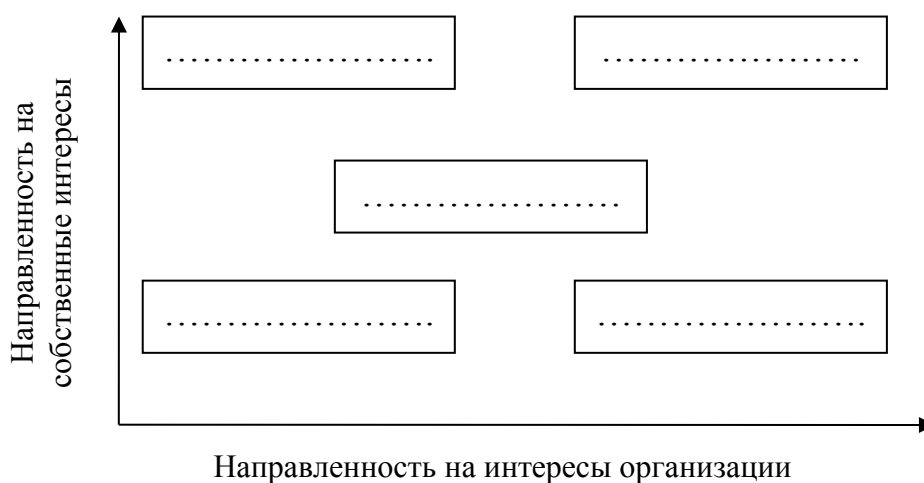 Направленность на
собственные интересы
.....................
....................
....................
.....................
.....................
Направленность на интересы организации